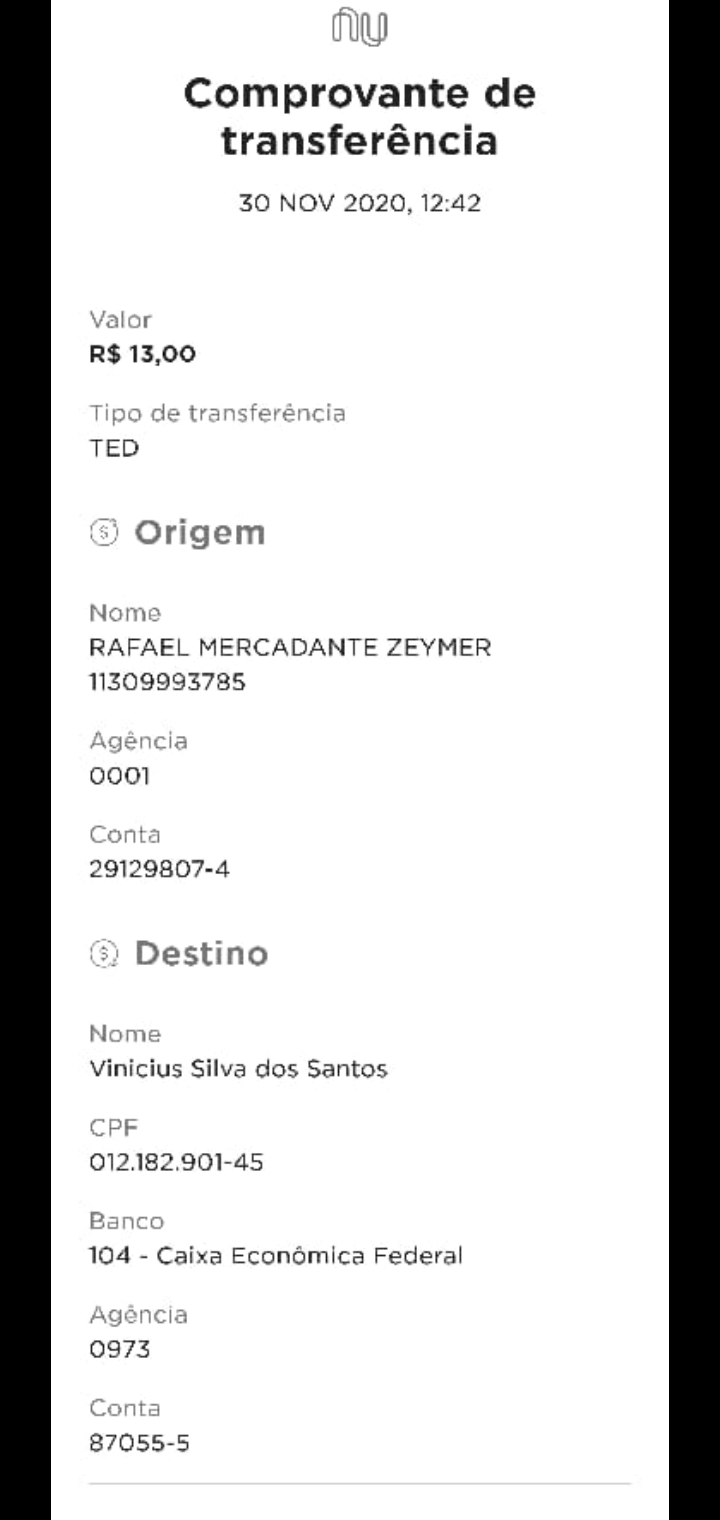 nu
Comprovante de
transferência
30 NOV 2020, 12:42
Valor
R$ 13,00
Tipo de transferência
TED
Origem
Nome
RAFAEL MERCADANTE ZEYMER
11309993785
Agência
0001
Conta
29129807-4
Destino
Nome
Vinicius Silva dos Santos
CPF
012.182.901-45
Banco
104 - Caixa Econômica Federal
Agência
0973
Conta
87055-5